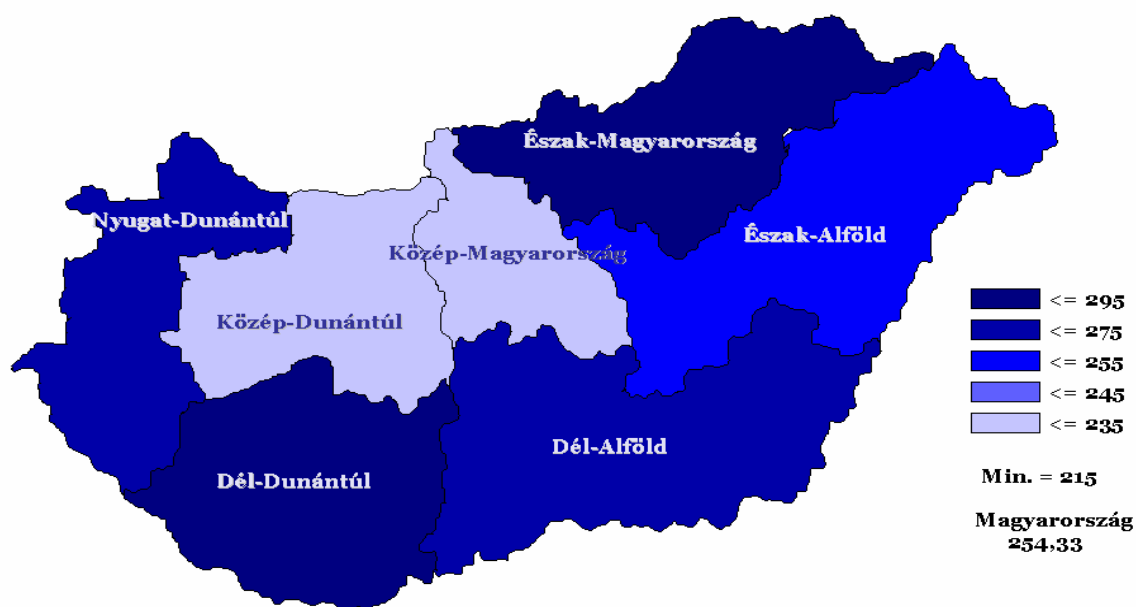 Észak-Magyarország
Nyugat-Dunántúl
Észak-Alföld
Közép-Magyarország
Közép-Dunántúl
Dél-Alföld
Dél-Dunántúl
<= 295
<= 275
<= 255
<= 245
<= 235
Min. = 215
Magyarország
254,33